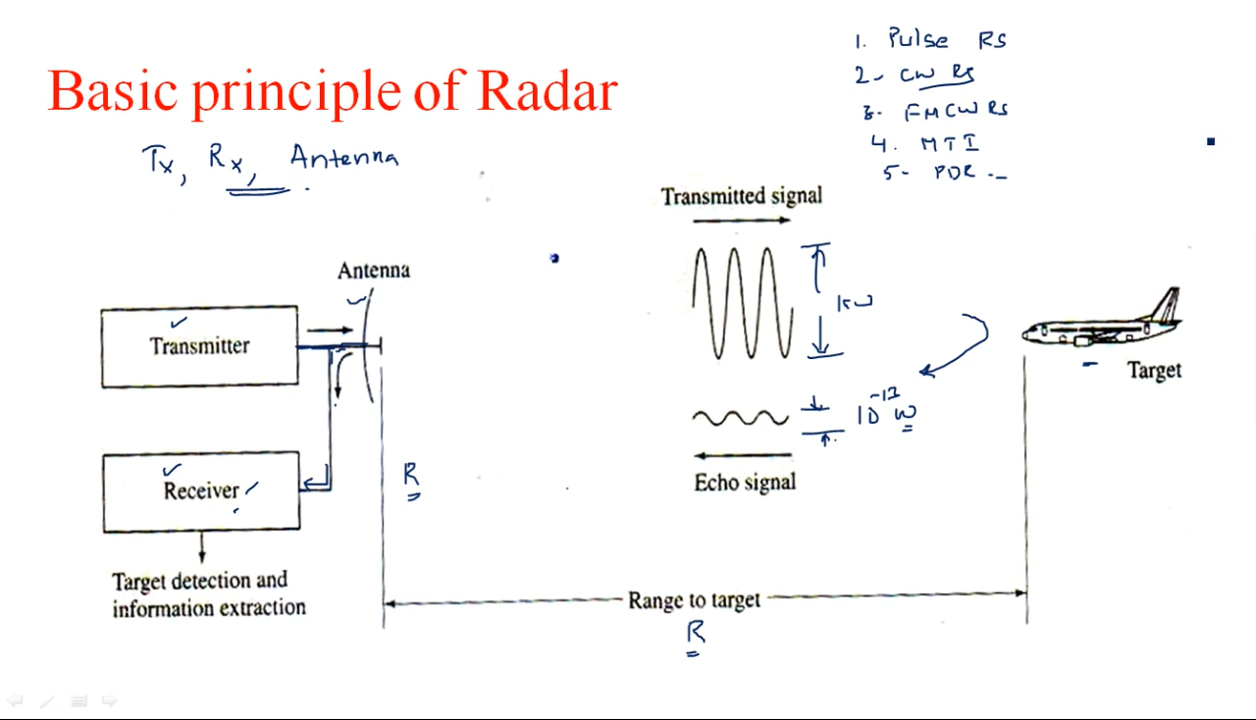 Basic principle of Radar
1. Pulse RS
2- CW RS
3- FMCW RS
4. MTI
5- PDR
Tx, Rx, Antenna
Transmitted signal
Antenna
Transmitter
1KW
Target
10⁻¹² W
Receiver
R
Echo signal
Target detection and
information extraction
Range to target
R